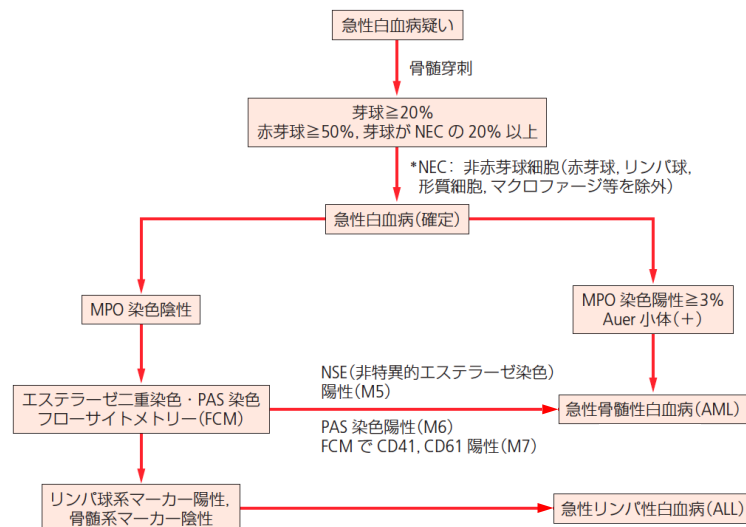 急性白血病疑い
骨髄穿刺
芽球≧20%
赤芽球≧50%, 芽球が NEC の 20% 以上
*NEC: 非赤芽球細胞(赤芽球, リンパ球,
形質細胞, マクロファージ等を除外)
急性白血病(確定)
MPO 染色陰性
MPO 染色陽性≧3%
Auer 小体(+)
NSE(非特異的エステラーゼ染色)
陽性(M5)
エステラーゼ二重染色・PAS 染色
フローサイトメトリー(FCM)
急性骨髄性白血病(AML)
PAS 染色陽性(M6)
FCM で CD41, CD61 陽性(M7)
リンパ球系マーカー陽性,
骨髄系マーカー陰性
急性リンパ性白血病(ALL)